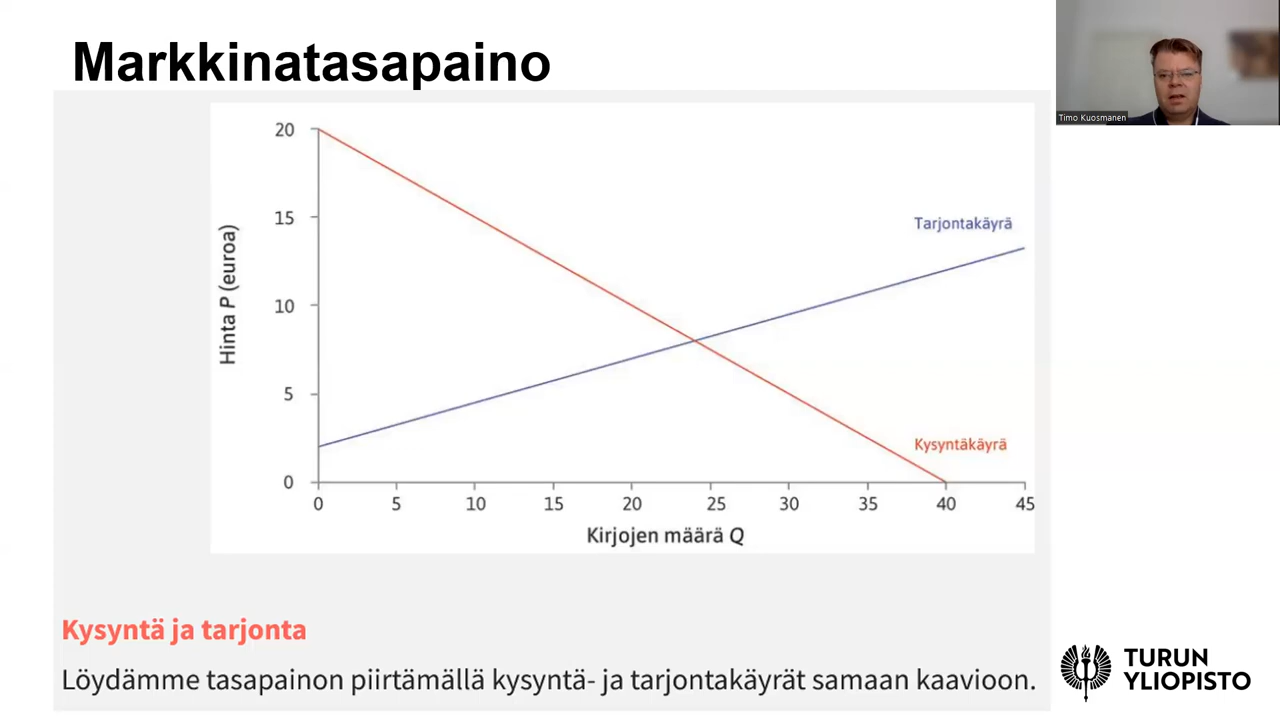 Markkinatasapaino
Timo Kuosmanen
20
15
10
5
0
Hinta P (euroa)
Tarjontakäyrä
Kysyntäkäyrä
0 5 10 15 20 25 30 35 40 45
Kirjojen määrä Q
Kysyntä ja tarjonta
Löydämme tasapainon piirtämällä kysyntä- ja tarjontakäyrät samaan kaavioon.
TURUN
YLIOPISTO